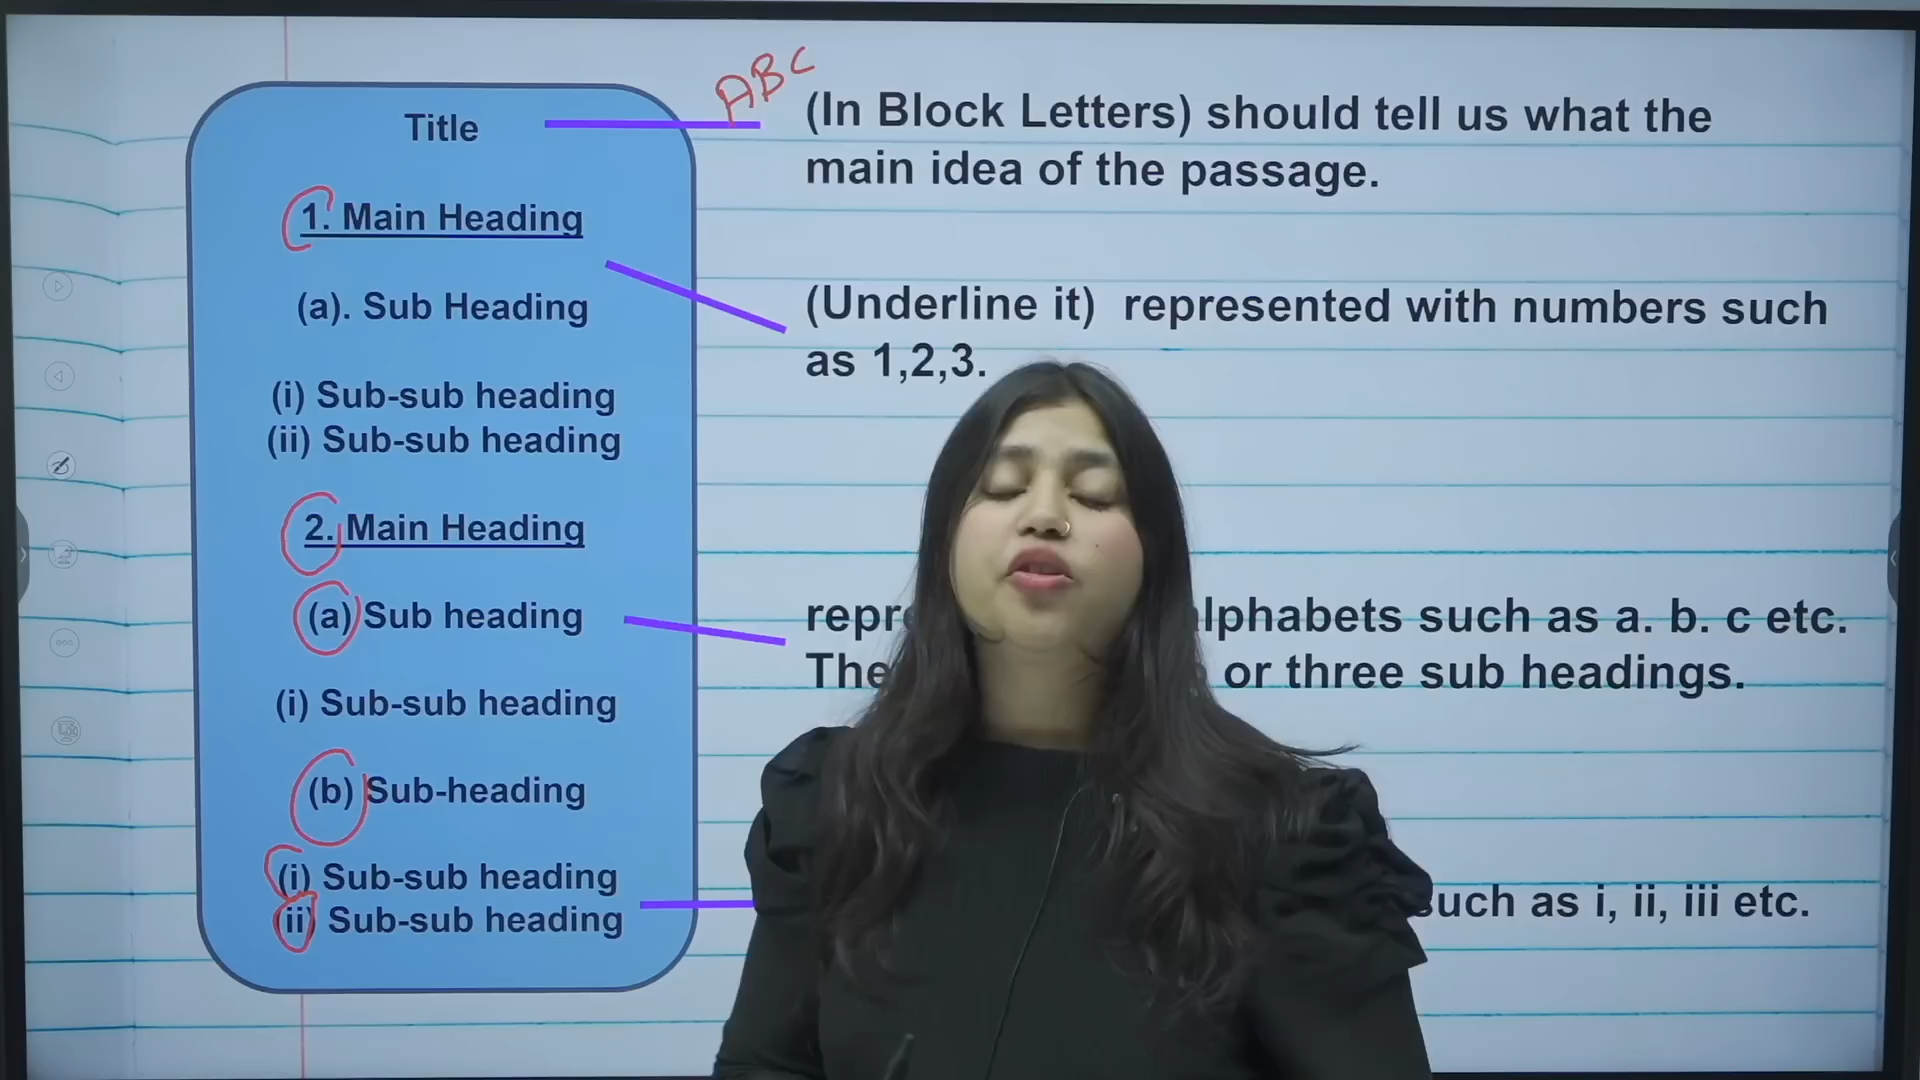 ABC
Title
(In Block Letters) should tell us what the
main idea of the passage.
1. Main Heading
(a). Sub Heading
(Underline it) represented with numbers such
as 1,2,3.
(i) Sub-sub heading
(ii) Sub-sub heading
2. Main Heading
(a) Sub heading
alphabets such as a. b. c etc.
or three sub headings.
(i) Sub-sub heading
(b) Sub-heading
(i) Sub-sub heading
(ii) Sub-sub heading
such as i, ii, iii etc.